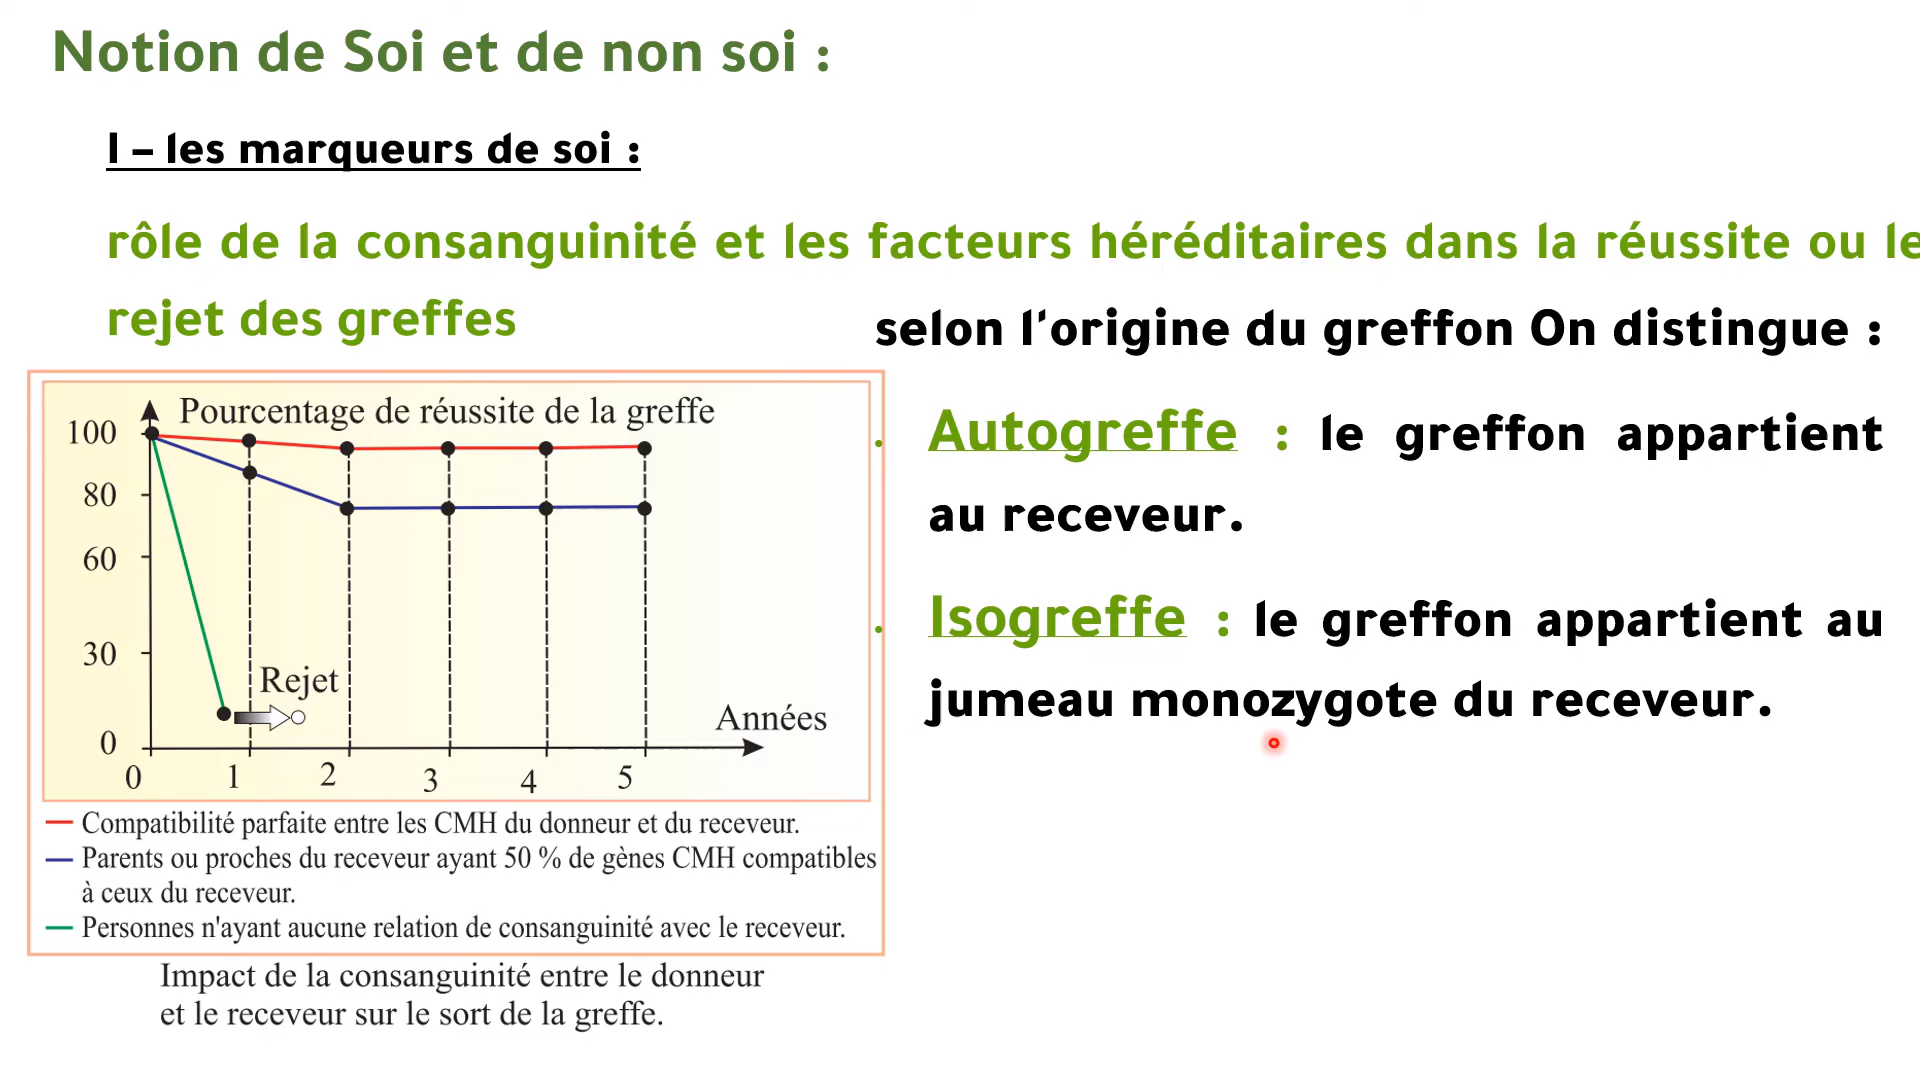 Notion de Soi et de non soi :
I – les marqueurs de soi :
rôle de la consanguinité et les facteurs héréditaires dans la réussite ou le
rejet des greffes
selon l'origine du greffon On distingue :
• Autogreffe : le greffon appartient
au receveur.
• Isogreffe : le greffon appartient au
jumeau monozygote du receveur.
Pourcentage de réussite de la greffe
100
80
60
30
0
Rejet
Années
0 1 2 3 4 5
Compatibilité parfaite entre les CMH du donneur et du receveur.
Parents ou proches du receveur ayant 50 % de gènes CMH compatibles
à ceux du receveur.
Personnes n'ayant aucune relation de consanguinité avec le receveur.
Impact de la consanguinité entre le donneur
et le receveur sur le sort de la greffe.